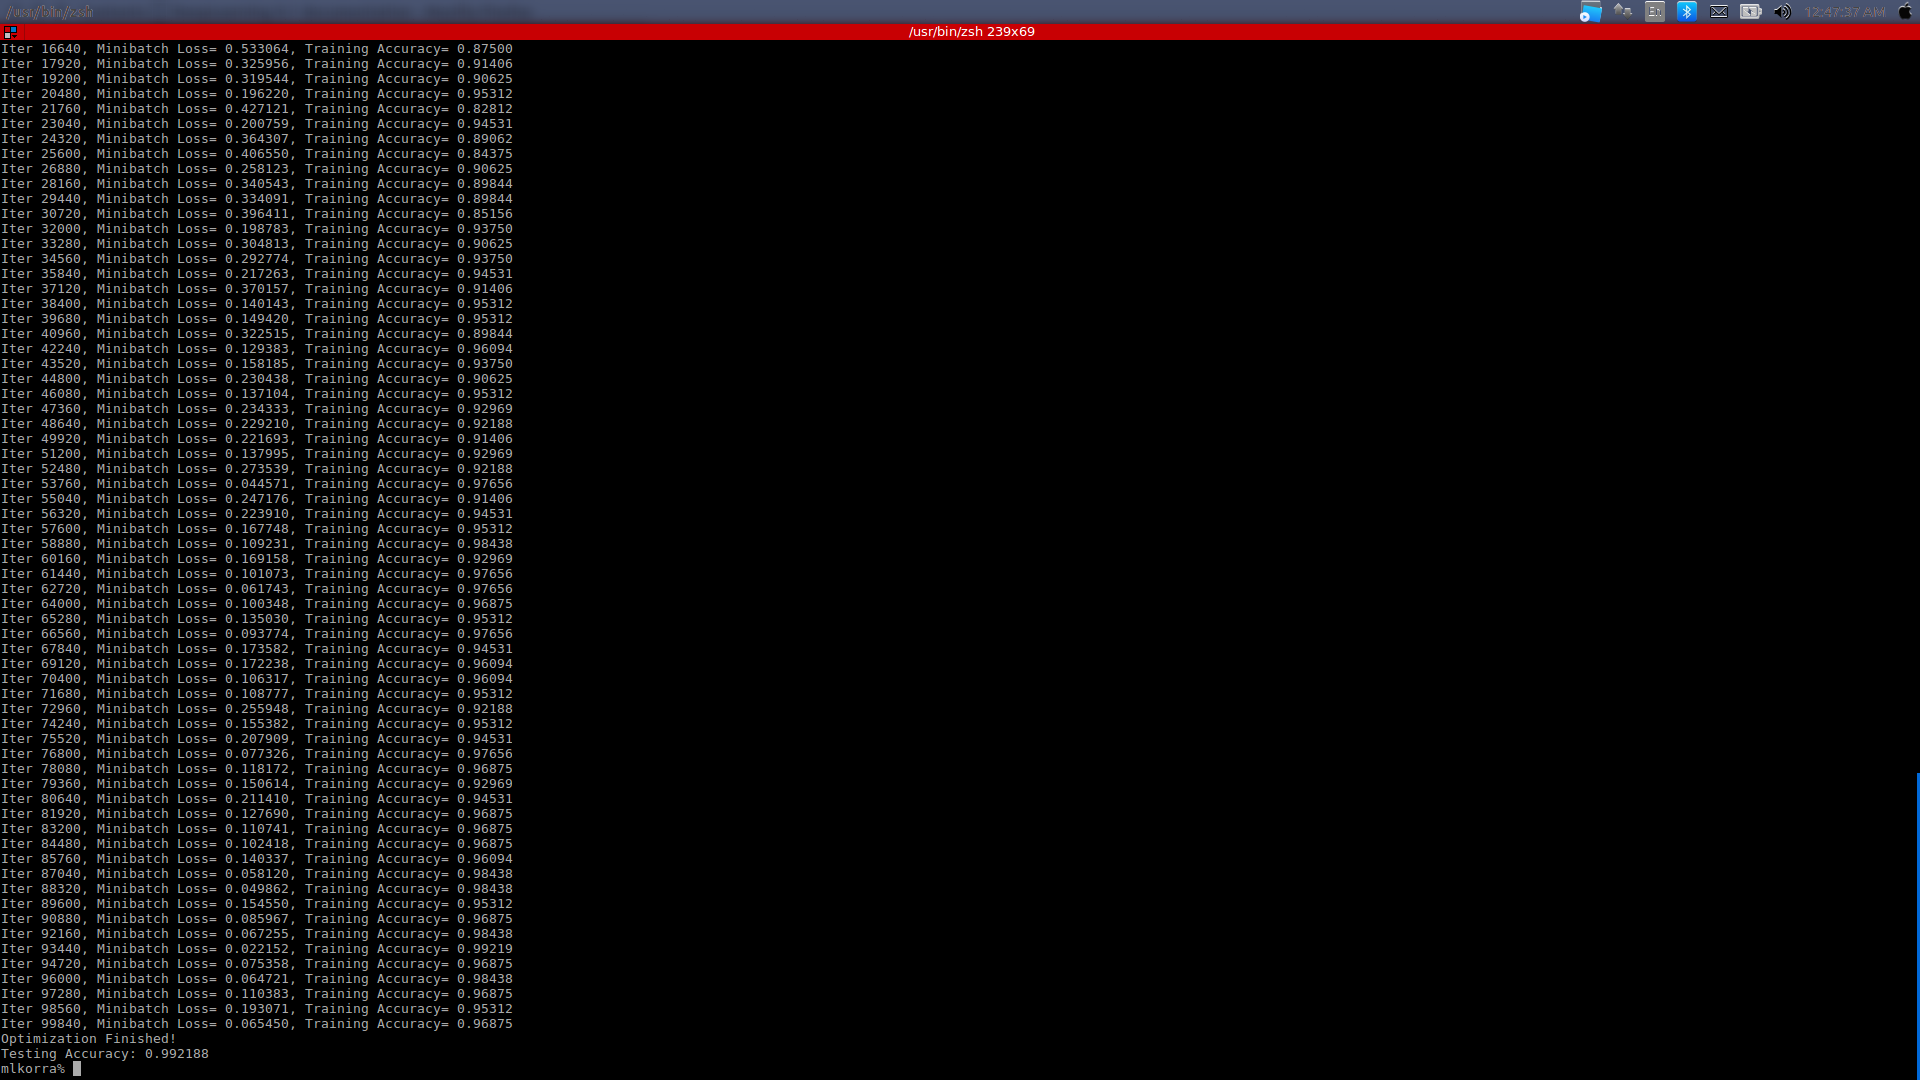 /usr/bin/zsh
En
12:47:37 AM
/usr/bin/zsh 239x69
Iter 16640, Minibatch Loss= 0.533064, Training Accuracy= 0.87500
Iter 17920, Minibatch Loss= 0.325956, Training Accuracy= 0.91406
Iter 19200, Minibatch Loss= 0.319544, Training Accuracy= 0.90625
Iter 20480, Minibatch Loss= 0.196220, Training Accuracy= 0.95312
Iter 21760, Minibatch Loss= 0.427121, Training Accuracy= 0.82812
Iter 23040, Minibatch Loss= 0.200759, Training Accuracy= 0.94531
Iter 24320, Minibatch Loss= 0.364307, Training Accuracy= 0.89062
Iter 25600, Minibatch Loss= 0.406550, Training Accuracy= 0.84375
Iter 26880, Minibatch Loss= 0.258123, Training Accuracy= 0.90625
Iter 28160, Minibatch Loss= 0.340543, Training Accuracy= 0.89844
Iter 29440, Minibatch Loss= 0.334091, Training Accuracy= 0.89844
Iter 30720, Minibatch Loss= 0.396411, Training Accuracy= 0.85156
Iter 32000, Minibatch Loss= 0.198783, Training Accuracy= 0.93750
Iter 33280, Minibatch Loss= 0.304813, Training Accuracy= 0.90625
Iter 34560, Minibatch Loss= 0.292774, Training Accuracy= 0.93750
Iter 35840, Minibatch Loss= 0.217263, Training Accuracy= 0.94531
Iter 37120, Minibatch Loss= 0.370157, Training Accuracy= 0.91406
Iter 38400, Minibatch Loss= 0.140143, Training Accuracy= 0.95312
Iter 39680, Minibatch Loss= 0.149420, Training Accuracy= 0.95312
Iter 40960, Minibatch Loss= 0.322515, Training Accuracy= 0.89844
Iter 42240, Minibatch Loss= 0.129383, Training Accuracy= 0.96094
Iter 43520, Minibatch Loss= 0.158185, Training Accuracy= 0.93750
Iter 44800, Minibatch Loss= 0.230438, Training Accuracy= 0.90625
Iter 46080, Minibatch Loss= 0.137104, Training Accuracy= 0.95312
Iter 47360, Minibatch Loss= 0.234333, Training Accuracy= 0.92969
Iter 48640, Minibatch Loss= 0.229210, Training Accuracy= 0.92188
Iter 49920, Minibatch Loss= 0.221693, Training Accuracy= 0.91406
Iter 51200, Minibatch Loss= 0.137995, Training Accuracy= 0.92969
Iter 52480, Minibatch Loss= 0.273539, Training Accuracy= 0.92188
Iter 53760, Minibatch Loss= 0.044571, Training Accuracy= 0.97656
Iter 55040, Minibatch Loss= 0.247176, Training Accuracy= 0.91406
Iter 56320, Minibatch Loss= 0.223910, Training Accuracy= 0.94531
Iter 57600, Minibatch Loss= 0.167748, Training Accuracy= 0.95312
Iter 58880, Minibatch Loss= 0.109231, Training Accuracy= 0.98438
Iter 60160, Minibatch Loss= 0.169158, Training Accuracy= 0.92969
Iter 61440, Minibatch Loss= 0.101073, Training Accuracy= 0.97656
Iter 62720, Minibatch Loss= 0.061743, Training Accuracy= 0.97656
Iter 64000, Minibatch Loss= 0.100348, Training Accuracy= 0.96875
Iter 65280, Minibatch Loss= 0.135030, Training Accuracy= 0.95312
Iter 66560, Minibatch Loss= 0.093774, Training Accuracy= 0.97656
Iter 67840, Minibatch Loss= 0.173582, Training Accuracy= 0.94531
Iter 69120, Minibatch Loss= 0.172238, Training Accuracy= 0.96094
Iter 70400, Minibatch Loss= 0.106317, Training Accuracy= 0.96094
Iter 71680, Minibatch Loss= 0.108777, Training Accuracy= 0.95312
Iter 72960, Minibatch Loss= 0.255948, Training Accuracy= 0.92188
Iter 74240, Minibatch Loss= 0.155382, Training Accuracy= 0.95312
Iter 75520, Minibatch Loss= 0.207909, Training Accuracy= 0.94531
Iter 76800, Minibatch Loss= 0.077326, Training Accuracy= 0.97656
Iter 78080, Minibatch Loss= 0.118172, Training Accuracy= 0.96875
Iter 79360, Minibatch Loss= 0.150614, Training Accuracy= 0.92969
Iter 80640, Minibatch Loss= 0.211410, Training Accuracy= 0.94531
Iter 81920, Minibatch Loss= 0.127690, Training Accuracy= 0.96875
Iter 83200, Minibatch Loss= 0.110741, Training Accuracy= 0.96875
Iter 84480, Minibatch Loss= 0.102418, Training Accuracy= 0.96875
Iter 85760, Minibatch Loss= 0.140337, Training Accuracy= 0.96094
Iter 87040, Minibatch Loss= 0.058120, Training Accuracy= 0.98438
Iter 88320, Minibatch Loss= 0.049862, Training Accuracy= 0.98438
Iter 89600, Minibatch Loss= 0.154550, Training Accuracy= 0.95312
Iter 90880, Minibatch Loss= 0.085967, Training Accuracy= 0.96875
Iter 92160, Minibatch Loss= 0.067255, Training Accuracy= 0.98438
Iter 93440, Minibatch Loss= 0.022152, Training Accuracy= 0.99219
Iter 94720, Minibatch Loss= 0.075358, Training Accuracy= 0.96875
Iter 96000, Minibatch Loss= 0.064721, Training Accuracy= 0.98438
Iter 97280, Minibatch Loss= 0.110383, Training Accuracy= 0.96875
Iter 98560, Minibatch Loss= 0.193071, Training Accuracy= 0.95312
Iter 99840, Minibatch Loss= 0.065450, Training Accuracy= 0.96875
Optimization Finished!
Testing Accuracy: 0.992188
mlkorra%